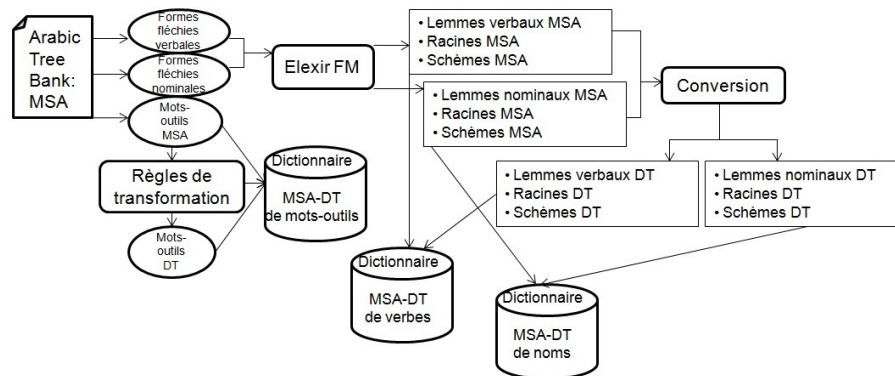 Arabic
Tree
Bank:
MSA
Formes
fléchies
verbales
Formes
fléchies
nominales
Mots-
outils
MSA
Règles de
transformation
Mots-
outils
DT
Dictionnaire
MSA-DT
de mots-outils
Elexir FM
• Lemmes verbaux MSA
• Racines MSA
• Schèmes MSA
• Lemmes nominaux MSA
• Racines MSA
• Schèmes MSA
Conversion
• Lemmes verbaux DT
• Racines DT
• Schèmes DT
• Lemmes nominaux DT
• Racines DT
• Schèmes DT
Dictionnaire
MSA-DT
de verbes
Dictionnaire
MSA-DT
de noms